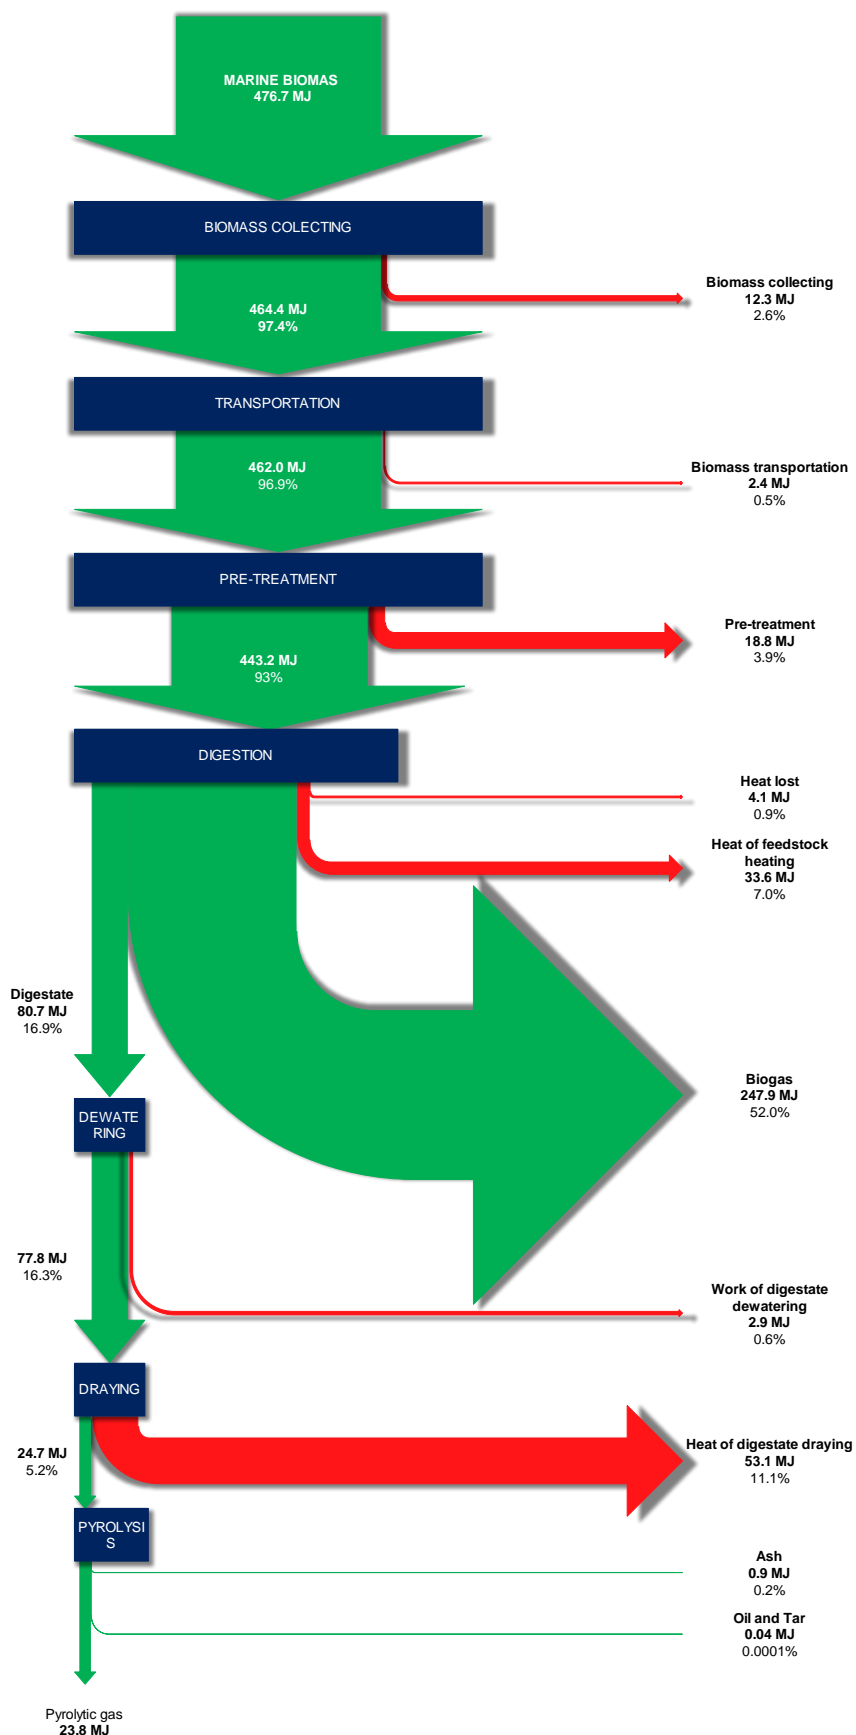 MARINE BIOMAS
476.7 MJ
BIOMASS COLECTING
Biomass collecting
12.3 MJ
2.6%
464.4 MJ
97.4%
TRANSPORTATION
462.0 MJ
96.9%
Biomass transportation
2.4 MJ
0.5%
PRE-TREATMENT
Pre-treatment
18.8 MJ
3.9%
443.2 MJ
93%
DIGESTION
Heat lost
4.1 MJ
0.9%
Heat of feedstock
heating
33.6 MJ
7.0%
Digestate
80.7 MJ
16.9%
Biogas
247.9 MJ
52.0%
DEWATE
RING
77.8 MJ
16.3%
Work of digestate
dewatering
2.9 MJ
0.6%
DRAYING
24.7 MJ
5.2%
Heat of digestate draying
53.1 MJ
11.1%
PYROLYSI
S
Ash
0.9 MJ
0.2%
Oil and Tar
0.04 MJ
0.0001%
Pyrolytic gas
23.8 MJ